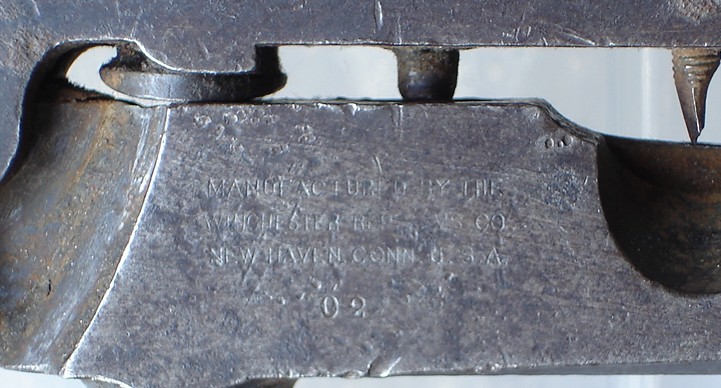 MANUFACTURED BY THE
WINCHESTER CO.
NEW HAVEN. CONN. U.S.A.
02